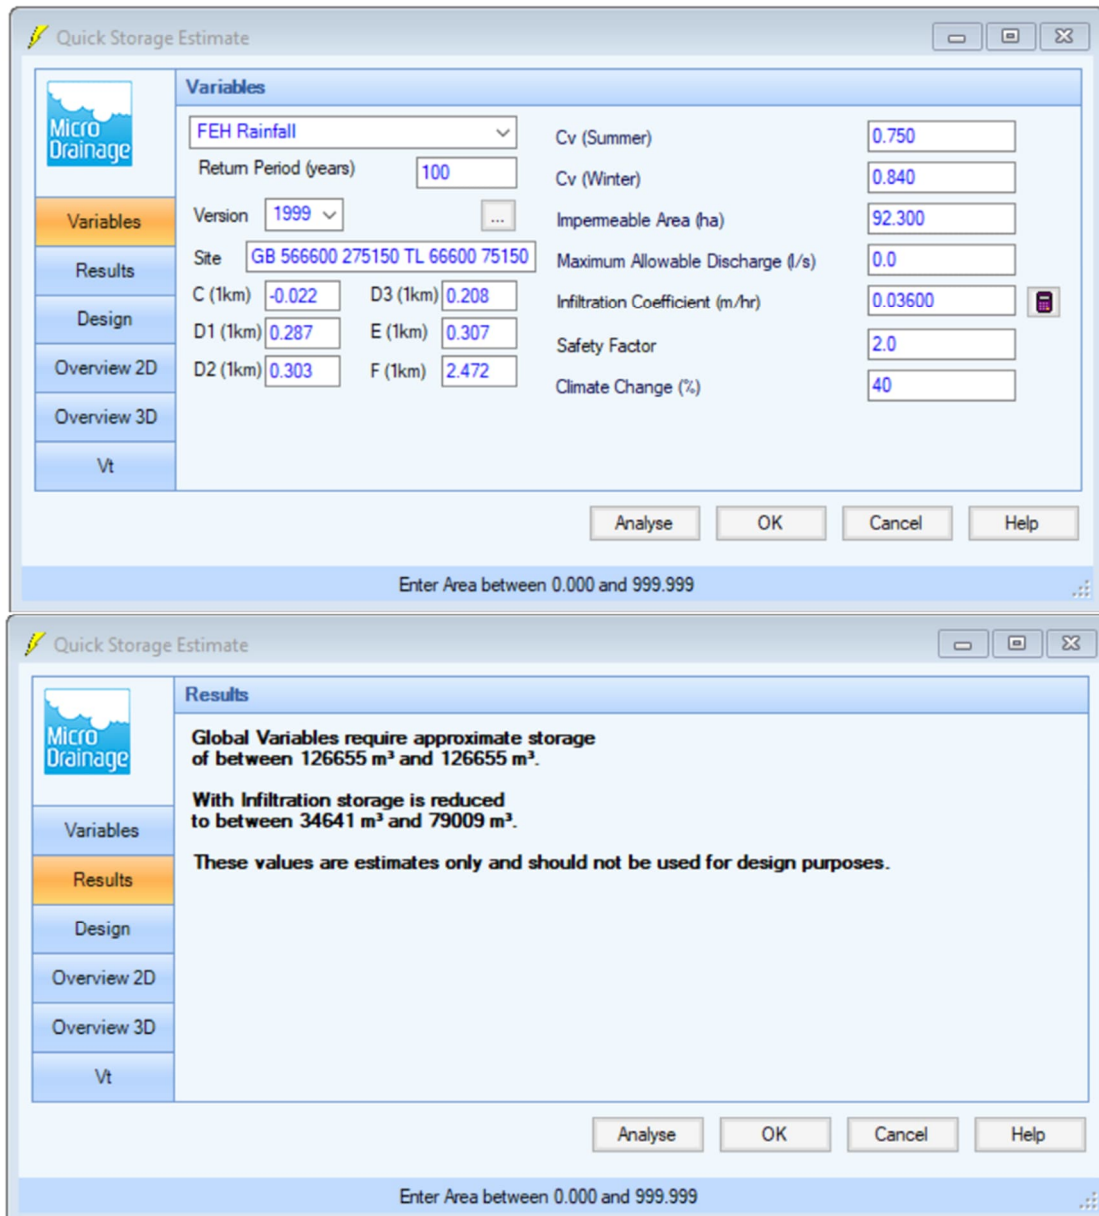 Quick Storage Estimate
Micro
Drainage
Variables
Results
Design
Overview 2D
Overview 3D
Vt
Variables
FEH Rainfall
Return Period (years) 100
Version 1999 ...
Site GB 566600 275150 TL 66600 75150
C (1km) -0.022 D3 (1km) 0.208
D1 (1km) 0.287 E (1km) 0.307
D2 (1km) 0.303 F (1km) 2.472
Cv (Summer) 0.750
Cv (Winter) 0.840
Impermeable Area (ha) 92.300
Maximum Allowable Discharge (l/s) 0.0
Infiltration Coefficient (m/hr) 0.03600
Safety Factor 2.0
Climate Change (%) 40
Analyse OK Cancel Help
Enter Area between 0.000 and 999.999
Quick Storage Estimate
Micro
Drainage
Variables
Results
Design
Overview 2D
Overview 3D
Vt
Results
Global Variables require approximate storage
of between 126655 m³ and 126655 m³.
With Infiltration storage is reduced
to between 34641 m³ and 79009 m³.
These values are estimates only and should not be used for design purposes.
Analyse OK Cancel Help
Enter Area between 0.000 and 999.999